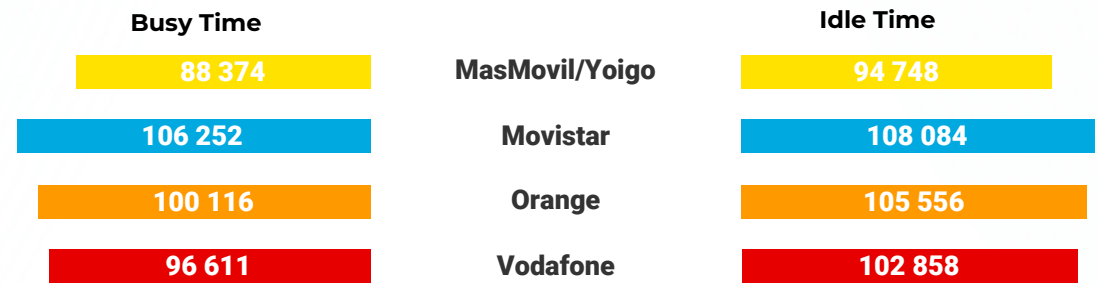 Busy Time
Idle Time
88 374 MasMovil/Yoigo 94 748
106 252 Movistar 108 084
100 116 Orange 105 556
96 611 Vodafone 102 858